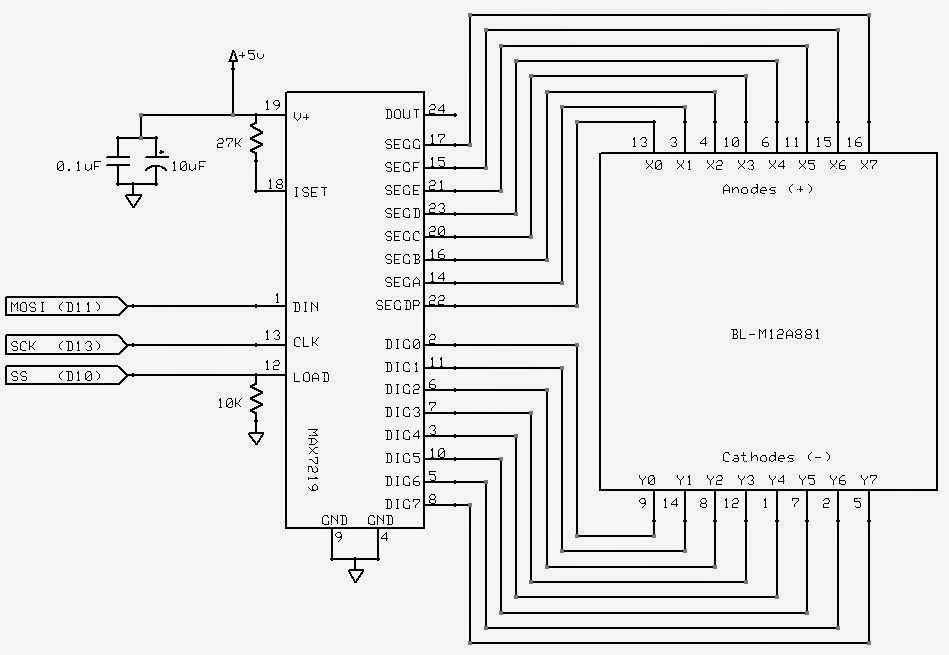 +5v
19
V+
27K
0.1uF
10uF
18
ISET
MOSI (D11)
1
DIN
SCK (D13)
13
CLK
SS (D10)
12
LOAD
10K
MAX7219
GND GND
9 4
DOUT 24
SEGG 17
SEGF 15
SEGE 21
SEGD 23
SEGC 20
SEGB 16
SEGA 14
SEGDP 22
DIG0 2
DIG1 11
DIG2 6
DIG3 7
DIG4 3
DIG5 10
DIG6 5
DIG7 8
13 3 4 10 6 11 15 16
X0 X1 X2 X3 X4 X5 X6 X7
Anodes (+)
BL-M12A881
Cathodes (-)
Y0 Y1 Y2 Y3 Y4 Y5 Y6 Y7
9 14 8 12 1 7 2 5